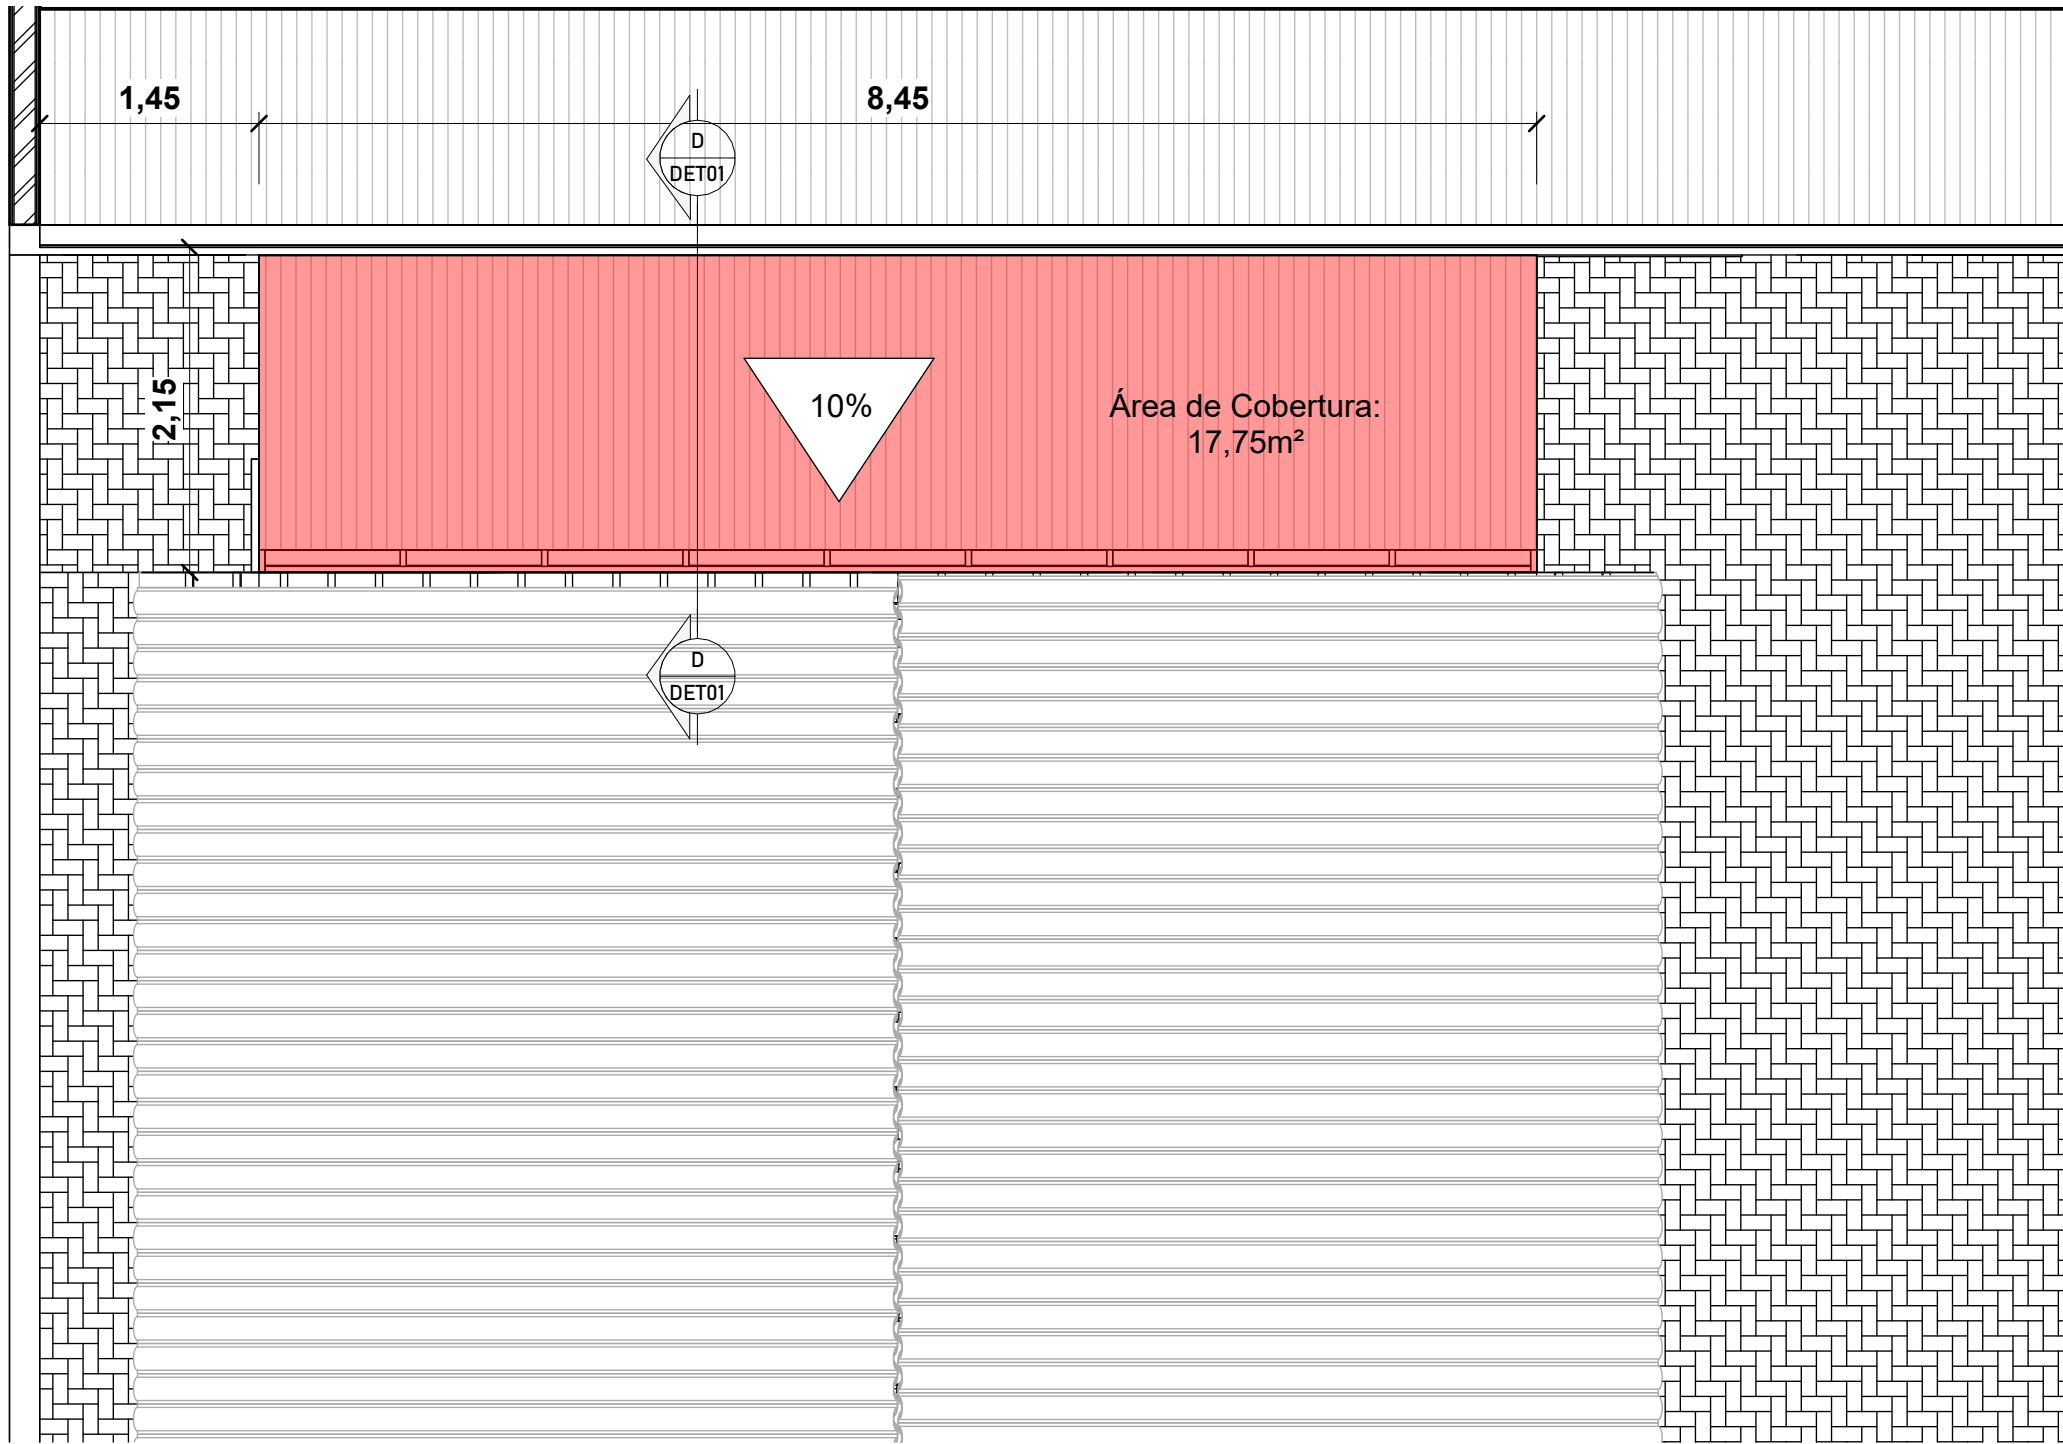 1,45
8,45
D
DET01
2,15
10%
Área de Cobertura:
17,75m²
D
DET01